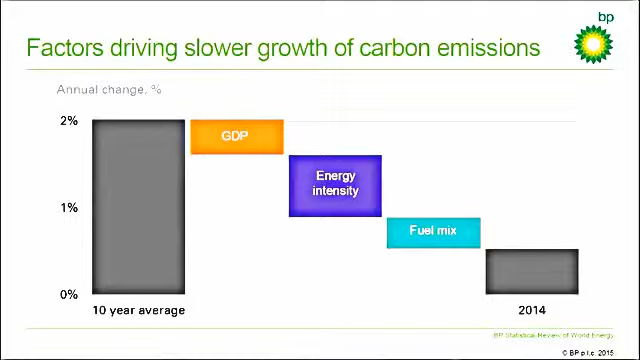 bp
Factors driving slower growth of carbon emissions
Annual change, %
2%
GDP
Energy
intensity
1%
Fuel mix
0%
10 year average
2014
BP Statistical Review of World Energy
© BP p.l.c. 2015